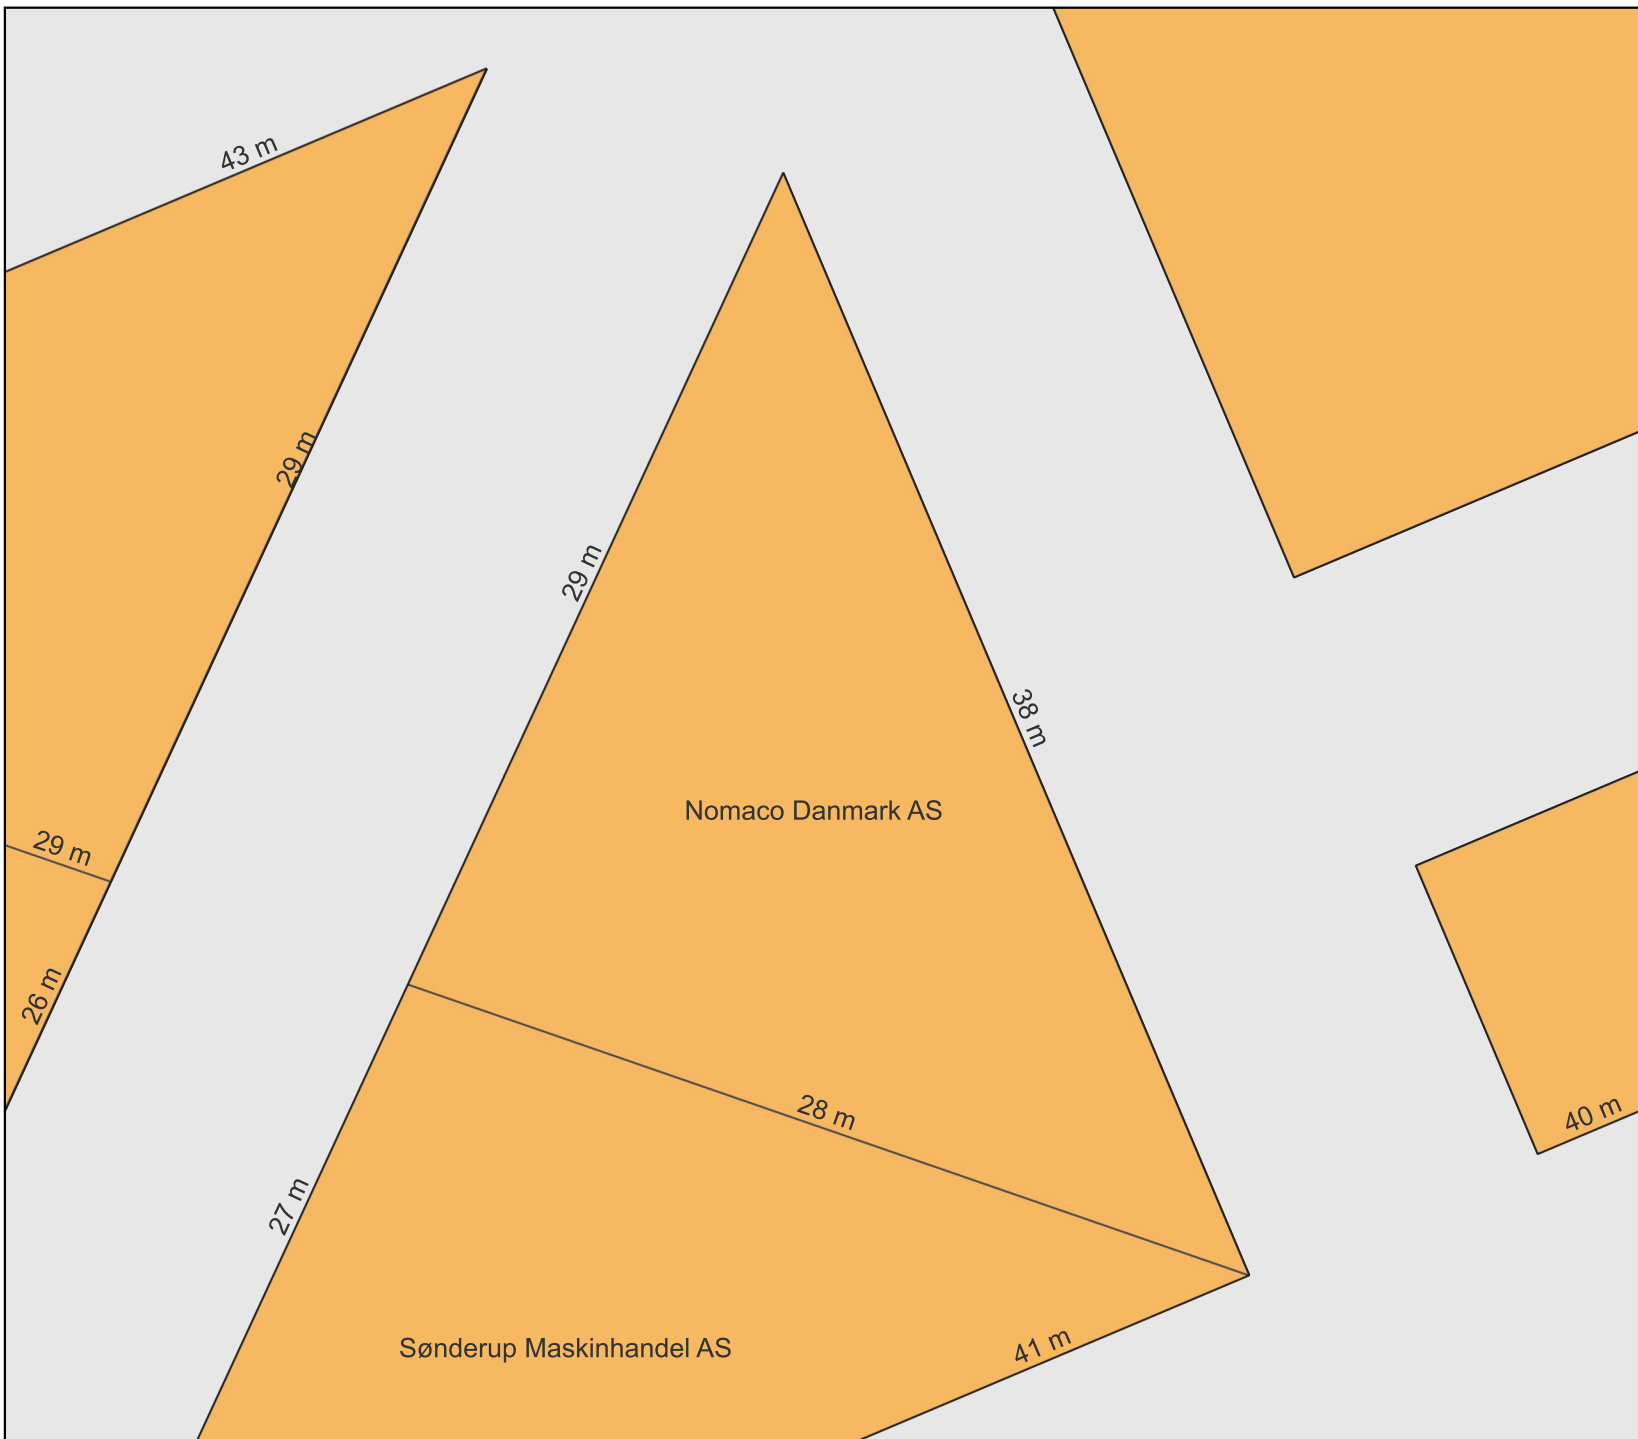 43 m
29 m
29 m
38 m
Nomaco Danmark AS
29 m
26 m
28 m
40 m
27 m
41 m
Sønderup Maskinhandel AS